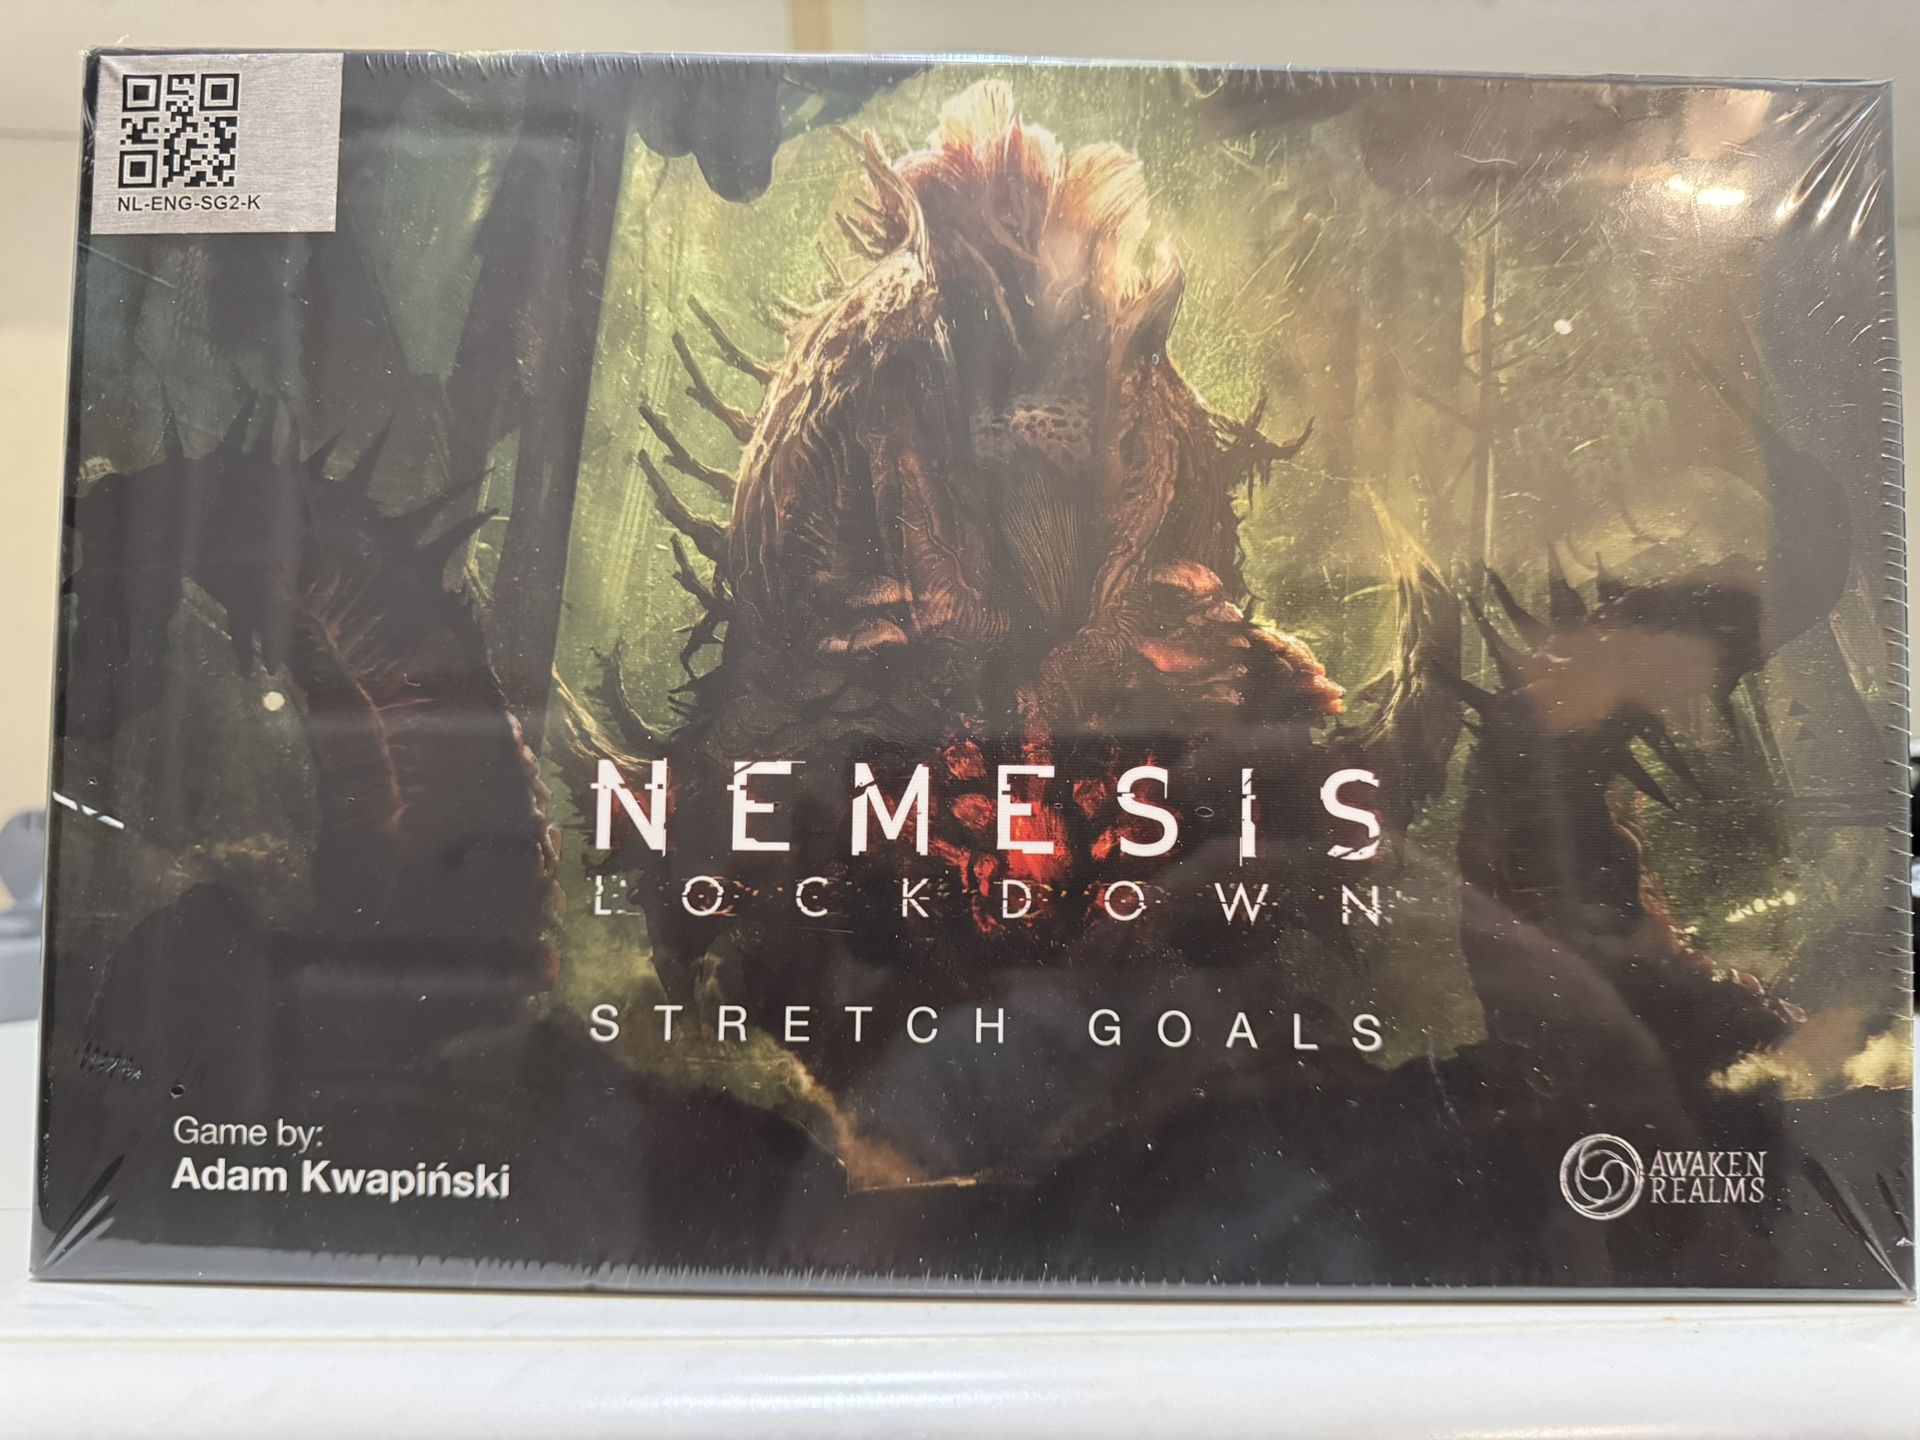 NL-ENG-SG2-K
NEMESIS
LOCKDOWN
STRETCH GOALS
Game by:
Adam Kwapiński
AWAKEN
REALMS